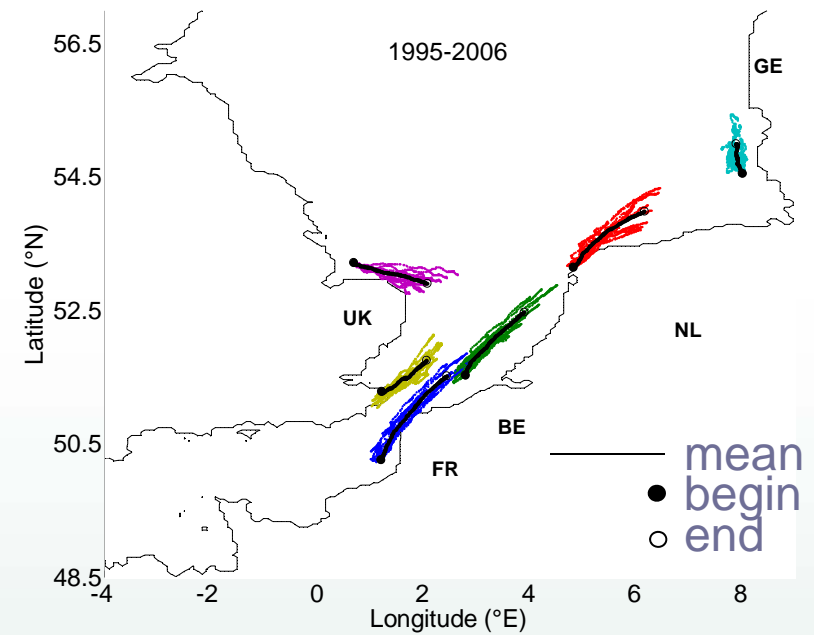 1995-2006
56.5
GE
54.5
52.5
UK
NL
50.5
BE
FR
mean
begin
end
48.5
-4 -2 0 2 4 6 8
Latitude (°N)
Longitude (°E)